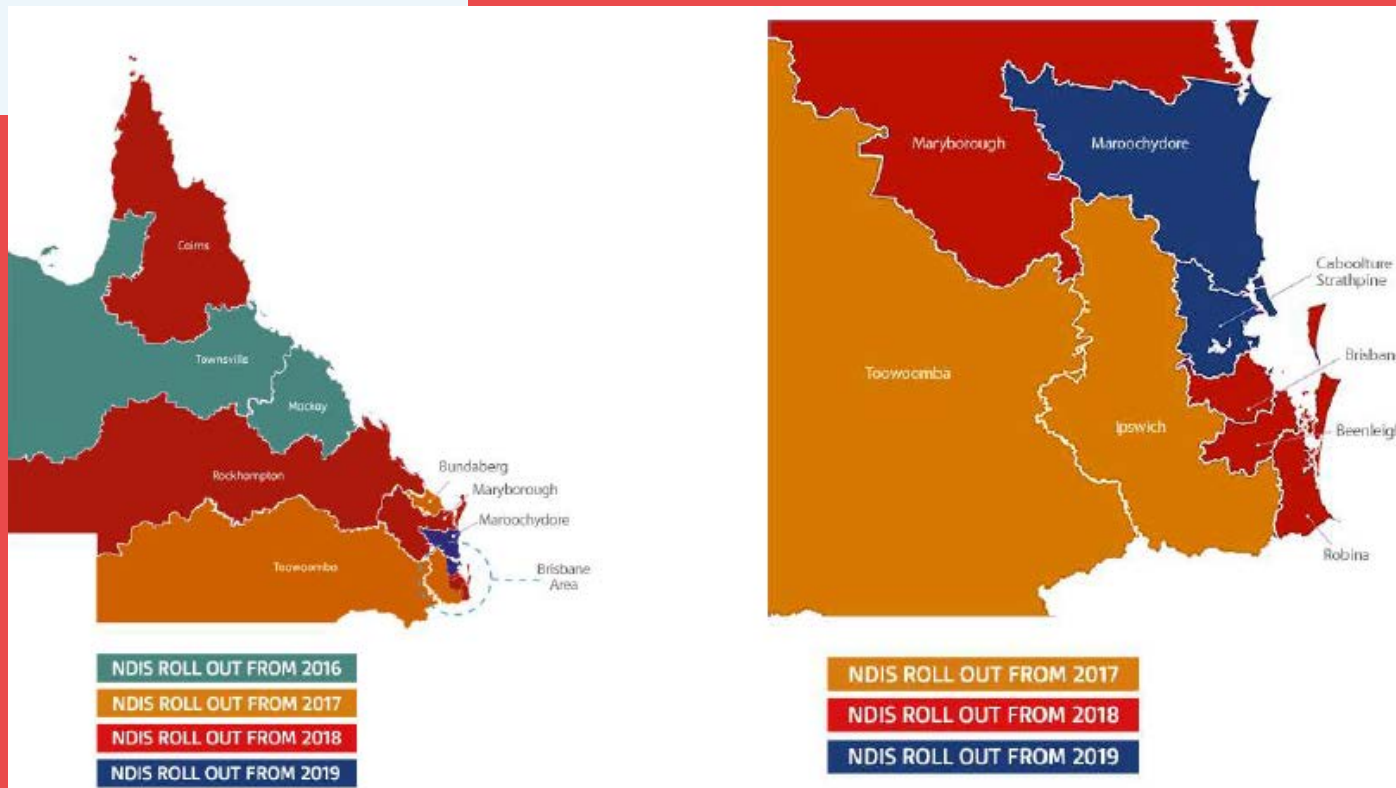 Cairns
Townsville
Mackay
Rockhampton
Bundaberg
Maryborough
Maroochydore
Toowoomba
Brisbane
Area
NDIS ROLL OUT FROM 2016
NDIS ROLL OUT FROM 2017
NDIS ROLL OUT FROM 2018
NDIS ROLL OUT FROM 2019
Maryborough
Maroochydore
Caboolture
Strathpine
Brisban
Toowoomba
Ipswich
Beenleigh
Robina
NDIS ROLL OUT FROM 2017
NDIS ROLL OUT FROM 2018
NDIS ROLL OUT FROM 2019